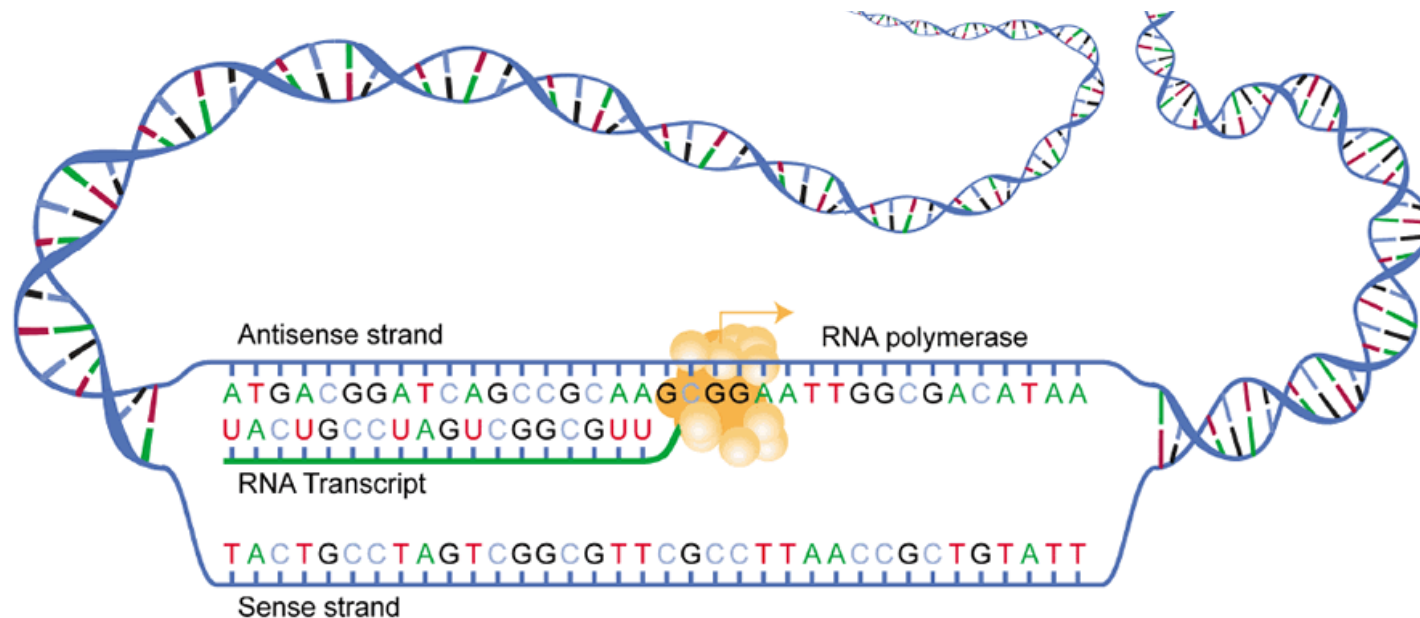 Antisense strand
RNA polymerase
ATGACGGATCAGCCGCAAGCGGAATTGGCGACATAA
UACUGCCUAGUCGGCGUU
RNA Transcript
TACTGCCTAGTCGGCGTTCGCCTTAACCGCTGTATT
Sense strand